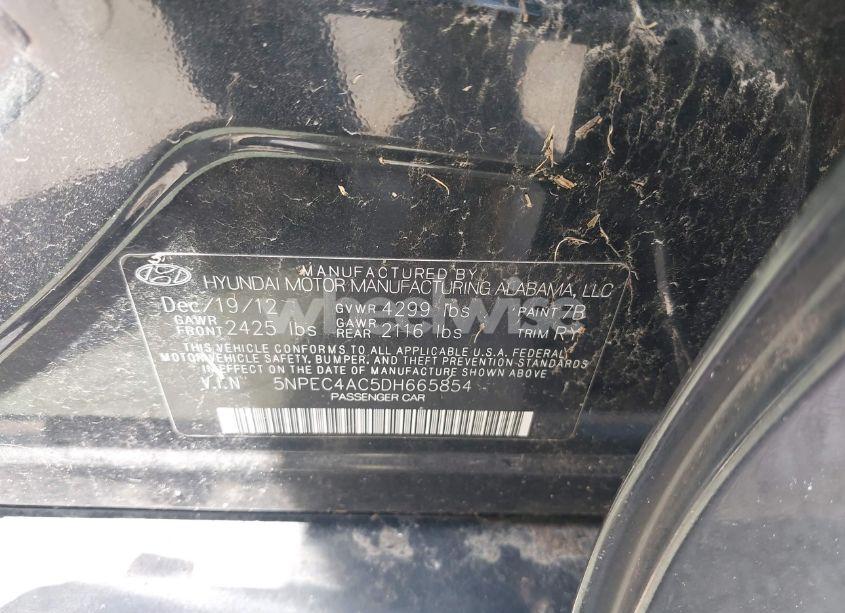 MANUFACTURED BY
HYUNDAI MOTOR MANUFACTURING ALABAMA, LLC
Dec/19/12 GVWR 4299 lbs PAINT ZB
GAWR FRONT 2425 lbs GAWR REAR 2116 lbs TRIM RY
THIS VEHICLE CONFORMS TO ALL APPLICABLE U.S.A. FEDERAL
MOTOR VEHICLE SAFETY, BUMPER, AND THEFT PREVENTION STANDARDS
IN EFFECT ON THE DATE OF MANUFACTURE SHOWN ABOVE.
V.I.N 5NPEC4AC5DH665854
PASSENGER CAR
wheelwise